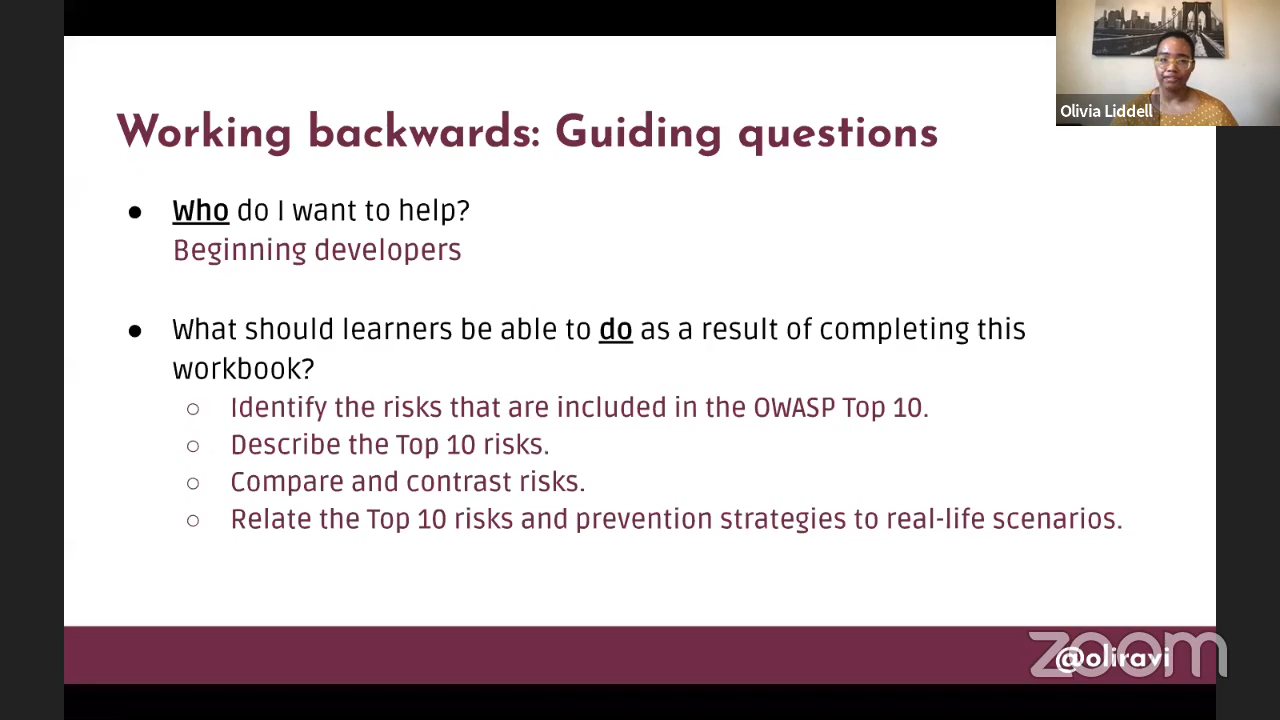 Olivia Liddell
Working backwards: Guiding questions
● Who do I want to help?
Beginning developers
● What should learners be able to do as a result of completing this
workbook?
○ Identify the risks that are included in the OWASP Top 10.
○ Describe the Top 10 risks.
○ Compare and contrast risks.
○ Relate the Top 10 risks and prevention strategies to real-life scenarios.
@oliravi
zoom